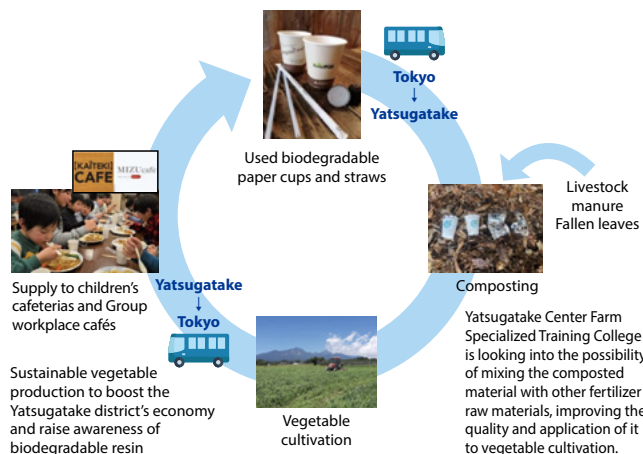 Tokyo
Yatsugatake
Used biodegradable
paper cups and straws
[KAITEKI]
CAFE
MIZUcafé
Livestock
manure
Fallen leaves
Composting
Supply to children's
cafeterias and Group
workplace cafés
Yatsugatake
Tokyo
Vegetable
cultivation
Sustainable vegetable
production to boost the
Yatsugatake district's economy
and raise awareness of
biodegradable resin
Yatsugatake Center Farm
Specialized Training College
is looking into the possibility
of mixing the composted
material with other fertilizer
raw materials, improving the
quality and application of it
to vegetable cultivation.